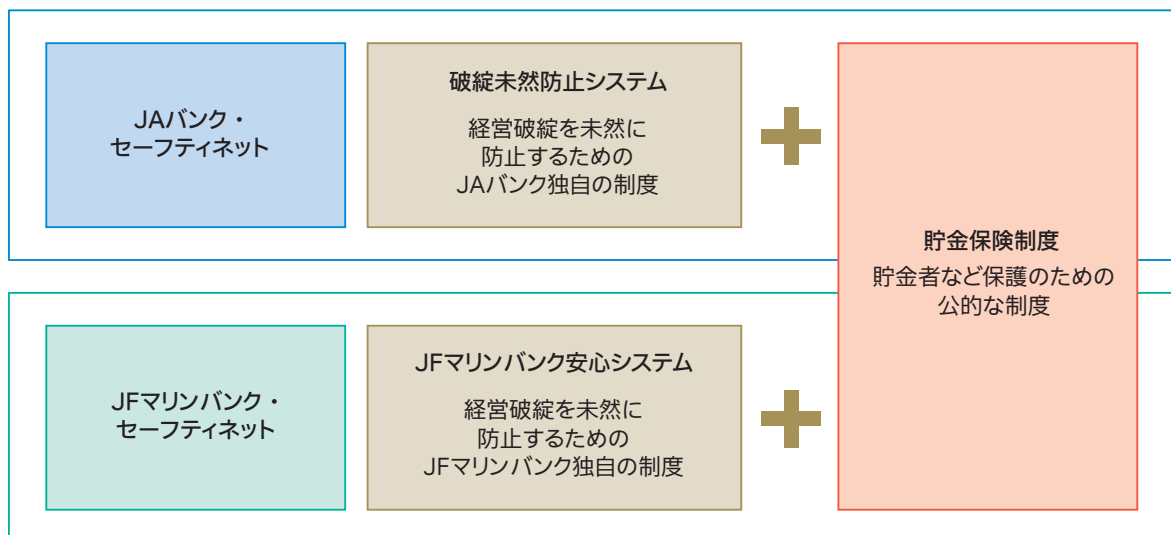 JAバンク・
セーフティネット
破綻未然防止システム
経営破綻を未然に
防止するための
JAバンク独自の制度
貯金保険制度
貯金者など保護のための
公的な制度
JFマリンバンク・
セーフティネット
JFマリンバンク安心システム
経営破綻を未然に
防止するための
JFマリンバンク独自の制度